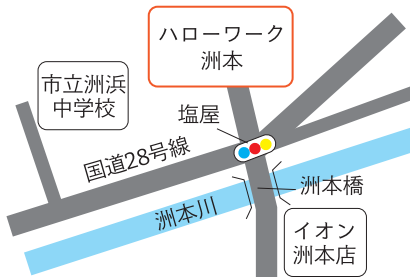 ハローワーク
洲本
市立洲浜
中学校
塩屋
国道28号線
洲本橋
洲本川
イオン
洲本店